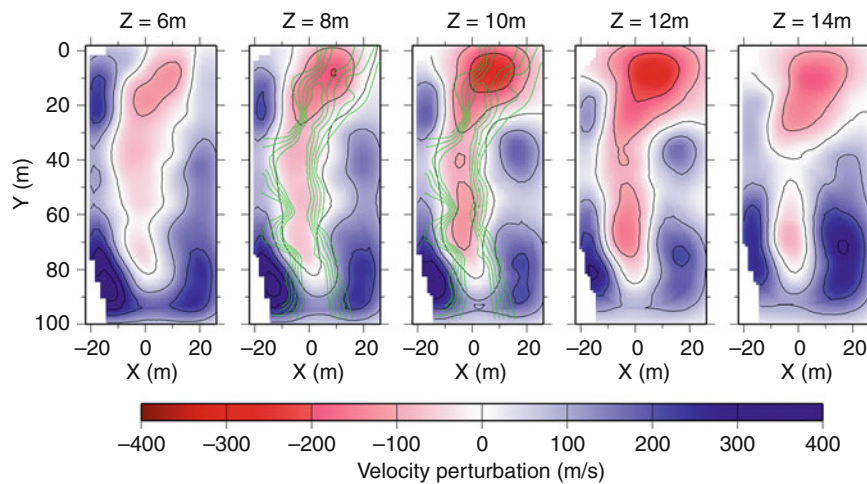 Z = 6m Z = 8m Z = 10m Z = 12m Z = 14m
0
20
40
60
80
100
Y (m)
−20 0 20 −20 0 20 −20 0 20 −20 0 20 −20 0 20
X (m) X (m) X (m) X (m) X (m)
−400 −300 −200 −100 0 100 200 300 400
Velocity perturbation (m/s)